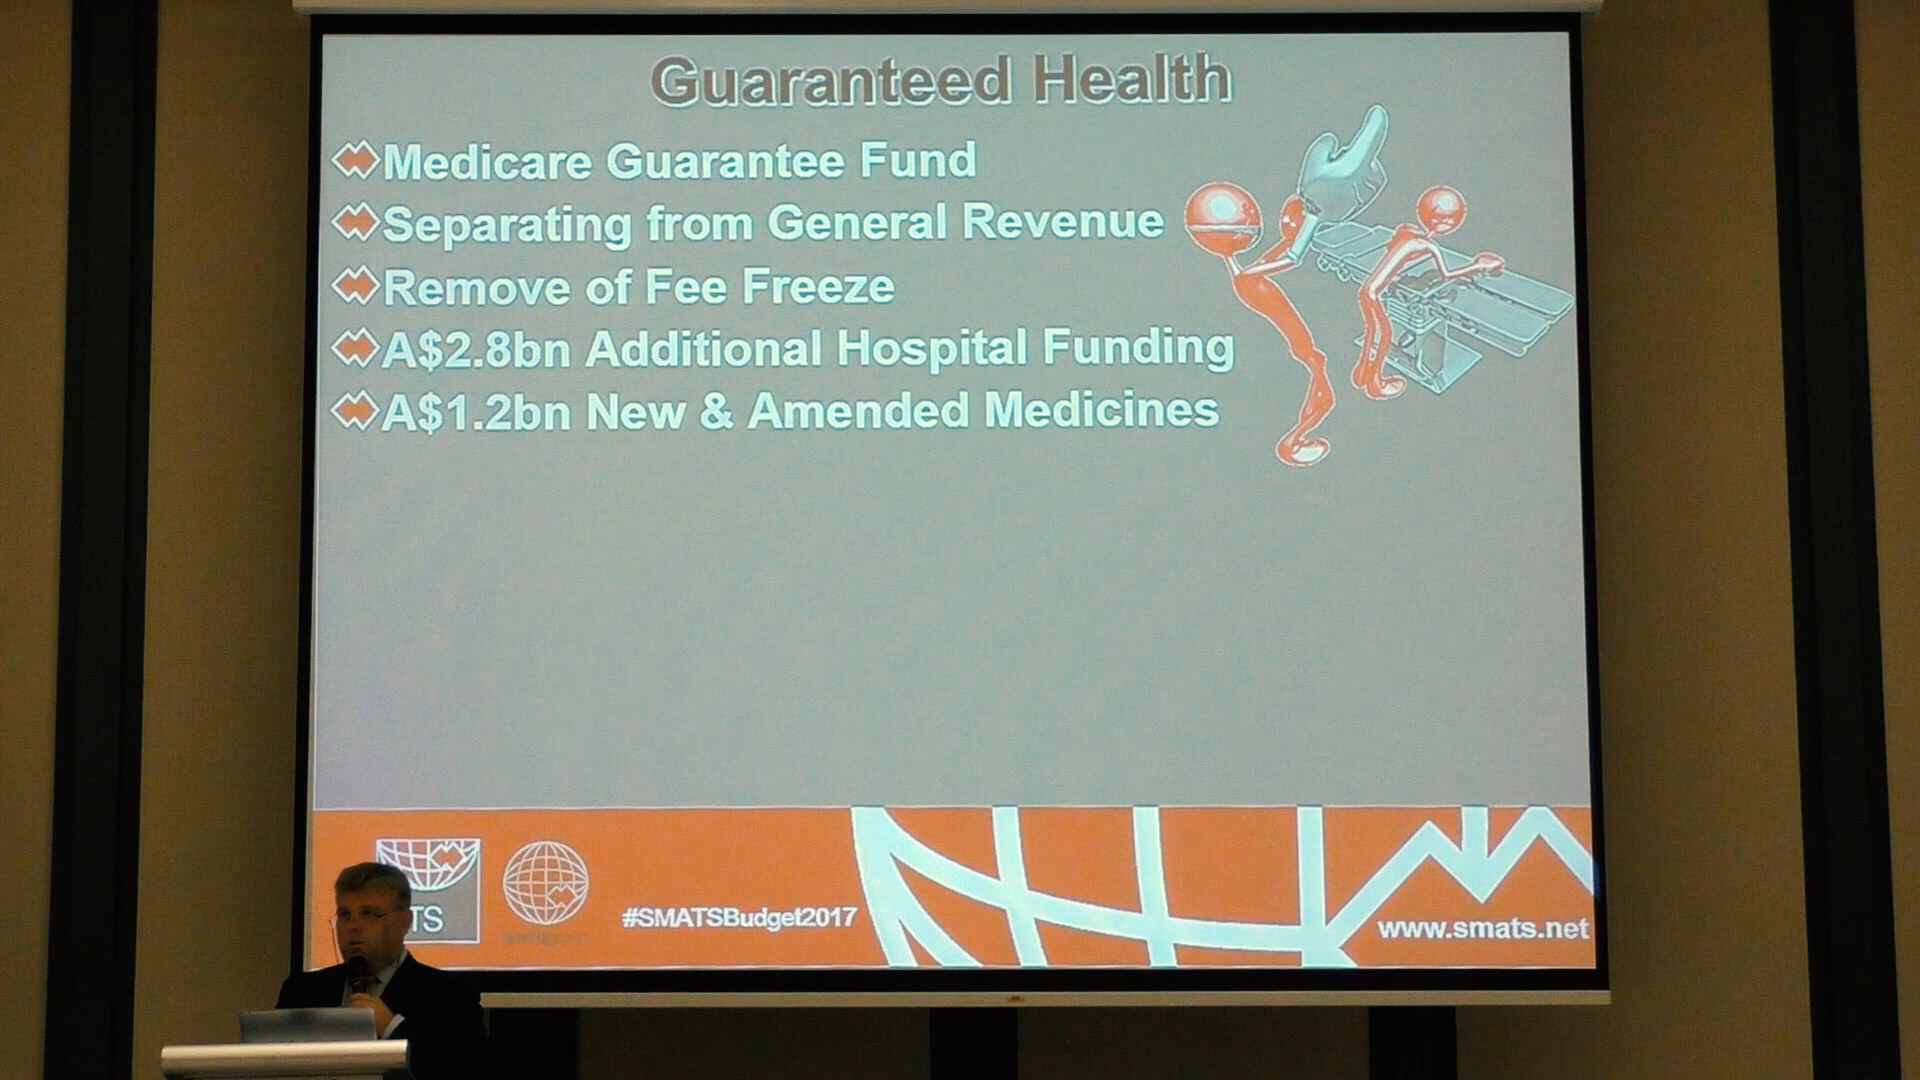 Guaranteed Health
Medicare Guarantee Fund
Separating from General Revenue
Remove of Fee Freeze
A$2.8bn Additional Hospital Funding
A$1.2bn New & Amended Medicines
TS
#SMATSBudget2017
www.smats.net